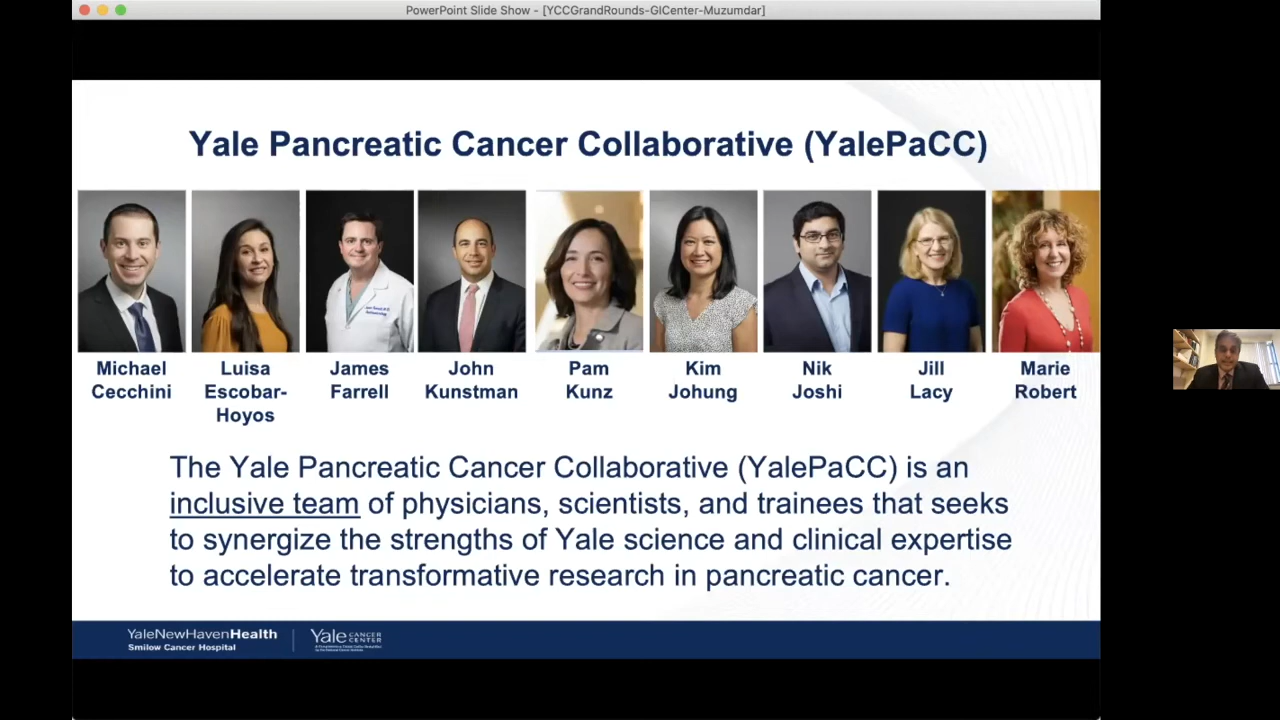 PowerPoint Slide Show - [YCCGrandRounds-GICenter-Muzumdar]
Yale Pancreatic Cancer Collaborative (YalePaCC)
Michael
Cecchini
Luisa
Escobar-
Hoyos
James
Farrell
John
Kunstman
Pam
Kunz
Kim
Johung
Nik
Joshi
Jill
Lacy
Marie
Robert
The Yale Pancreatic Cancer Collaborative (YalePaCC) is an
inclusive team of physicians, scientists, and trainees that seeks
to synergize the strengths of Yale science and clinical expertise
to accelerate transformative research in pancreatic cancer.
YaleNewHavenHealth
Smilow Cancer Hospital
Yale CANCER
CENTER